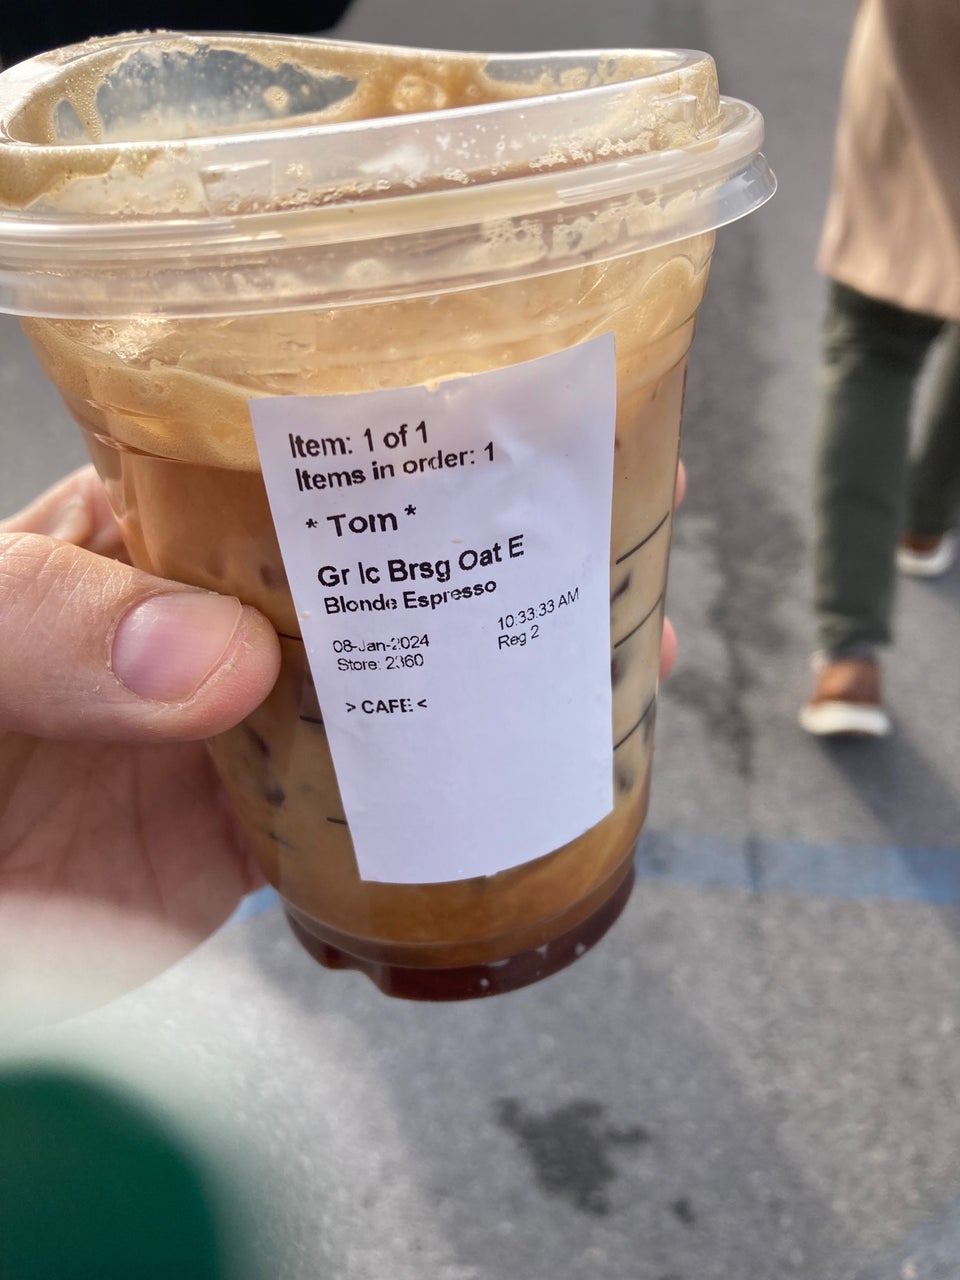 Item: 1 of 1
Items in order: 1
* Tom *
Gr Ic Brsg Oat E
Blonde Espresso
08-Jan-2024 10:33:33 AM
Store: 2360 Reg 2
> CAFE <